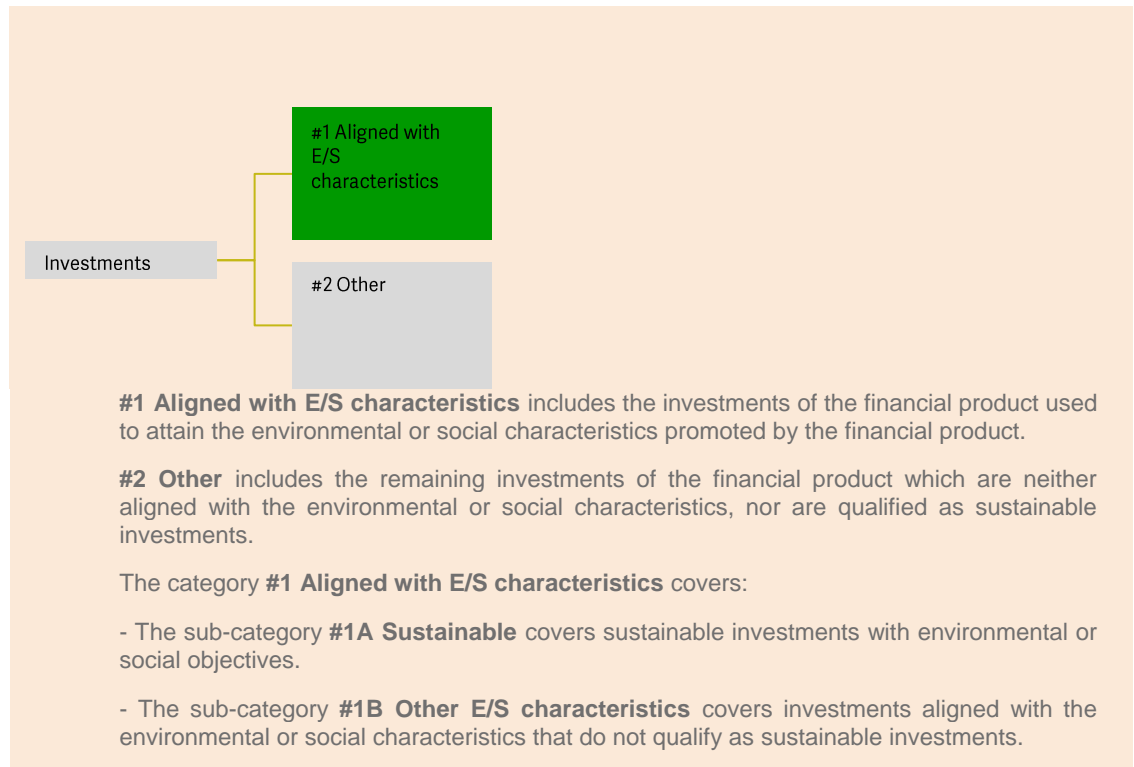 #1 Aligned with
E/S
characteristics
Investments
#2 Other
#1 Aligned with E/S characteristics includes the investments of the financial product used
to attain the environmental or social characteristics promoted by the financial product.
#2 Other includes the remaining investments of the financial product which are neither
aligned with the environmental or social characteristics, nor are qualified as sustainable
investments.
The category #1 Aligned with E/S characteristics covers:
- The sub-category #1A Sustainable covers sustainable investments with environmental or
social objectives.
- The sub-category #1B Other E/S characteristics covers investments aligned with the
environmental or social characteristics that do not qualify as sustainable investments.